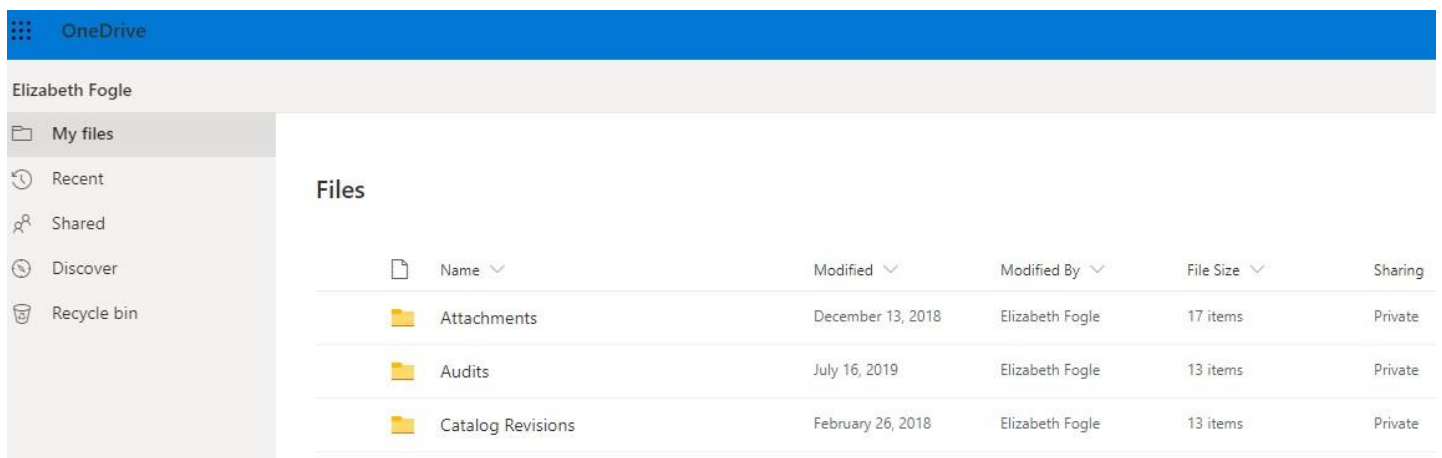 OneDrive
Elizabeth Fogle
My files
Recent
Shared
Discover
Recycle bin
Files
Name Modified Modified By File Size Sharing
Attachments December 13, 2018 Elizabeth Fogle 17 items Private
Audits July 16, 2019 Elizabeth Fogle 13 items Private
Catalog Revisions February 26, 2018 Elizabeth Fogle 13 items Private